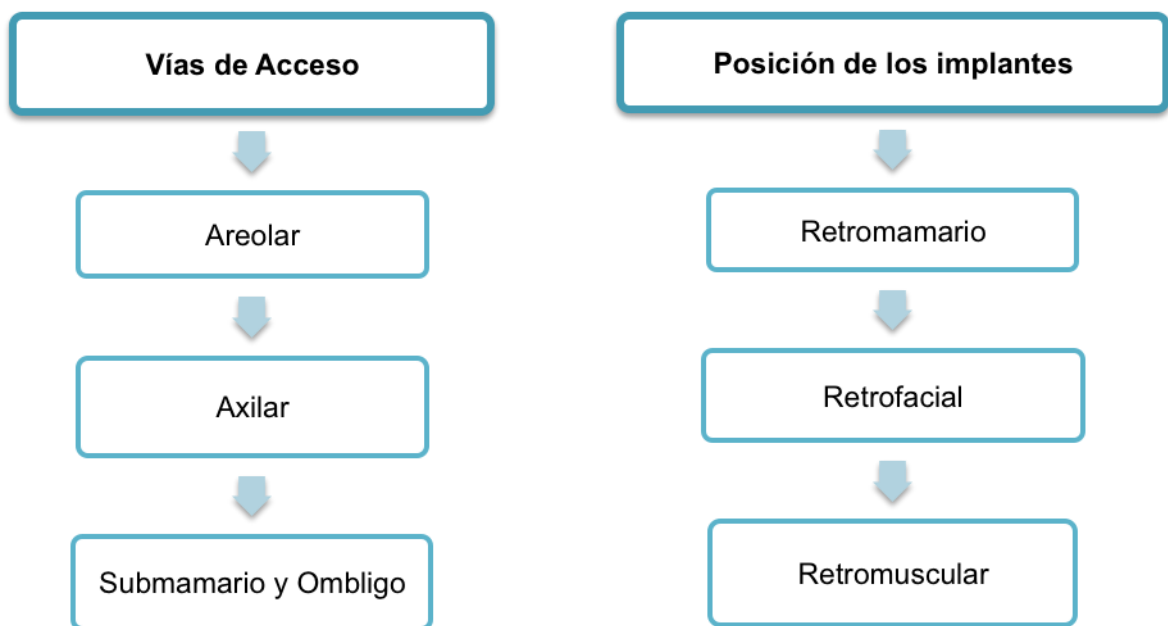 Vías de Acceso
Areolar
Axilar
Submamario y Ombligo
Posición de los implantes
Retromamario
Retrofacial
Retromuscular